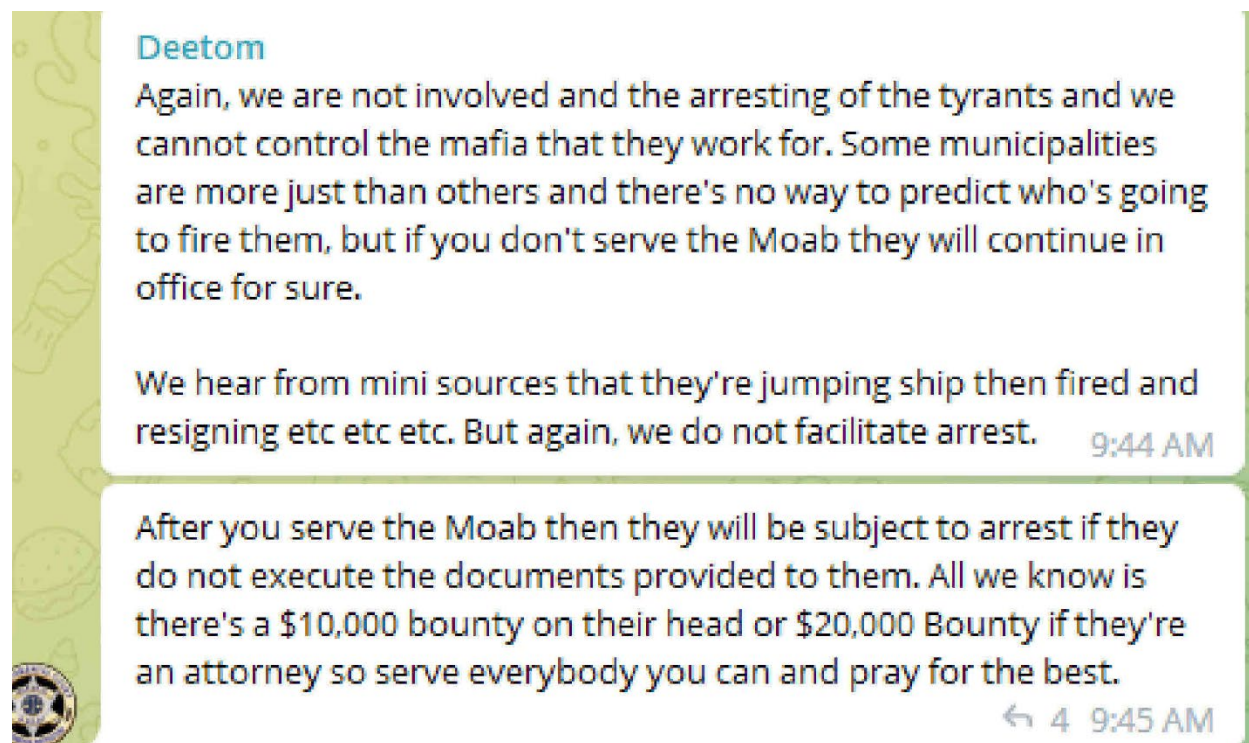 Deetom
Again, we are not involved and the arresting of the tyrants and we
cannot control the mafia that they work for. Some municipalities
are more just than others and there's no way to predict who's going
to fire them, but if you don't serve the Moab they will continue in
office for sure.
We hear from mini sources that they're jumping ship then fired and
resigning etc etc etc. But again, we do not facilitate arrest.
9:44 AM
After you serve the Moab then they will be subject to arrest if they
do not execute the documents provided to them. All we know is
there's a $10,000 bounty on their head or $20,000 Bounty if they're
an attorney so serve everybody you can and pray for the best.
4 9:45 AM